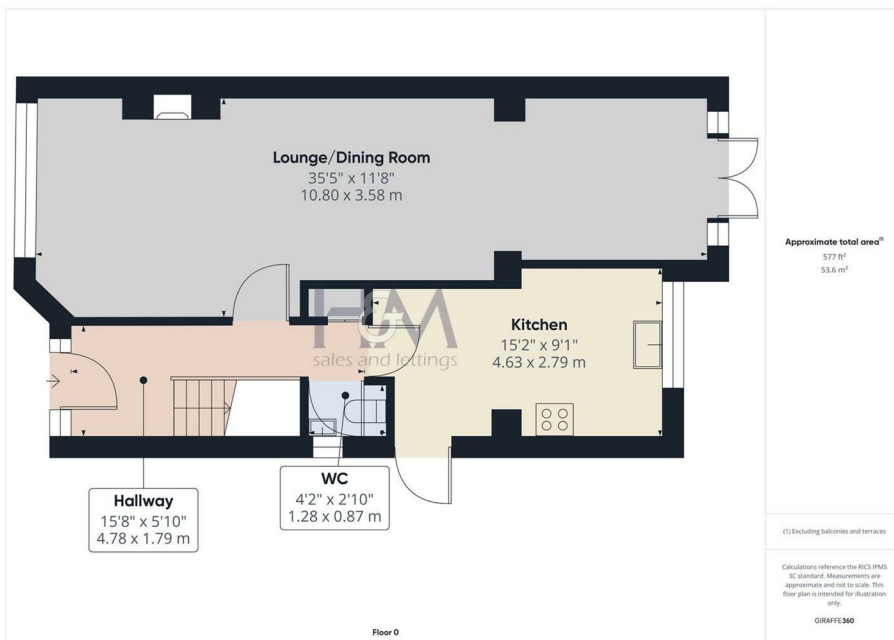 Lounge/Dining Room
35'5" x 11'8"
10.80 x 3.58 m
Approximate total area(1)
577 ft²
53.6 m²
Kitchen
15'2" x 9'1"
4.63 x 2.79 m
H&M
sales and lettings
WC
4'2" x 2'10"
1.28 x 0.87 m
Hallway
15'8" x 5'10"
4.78 x 1.79 m
(1) Excluding balconies and terraces
Calculations reference the RICS IPMS
3C standard. Measurements are
approximate and not to scale. This
floor plan is intended for illustration
only.
GIRAFFE360
Floor 0